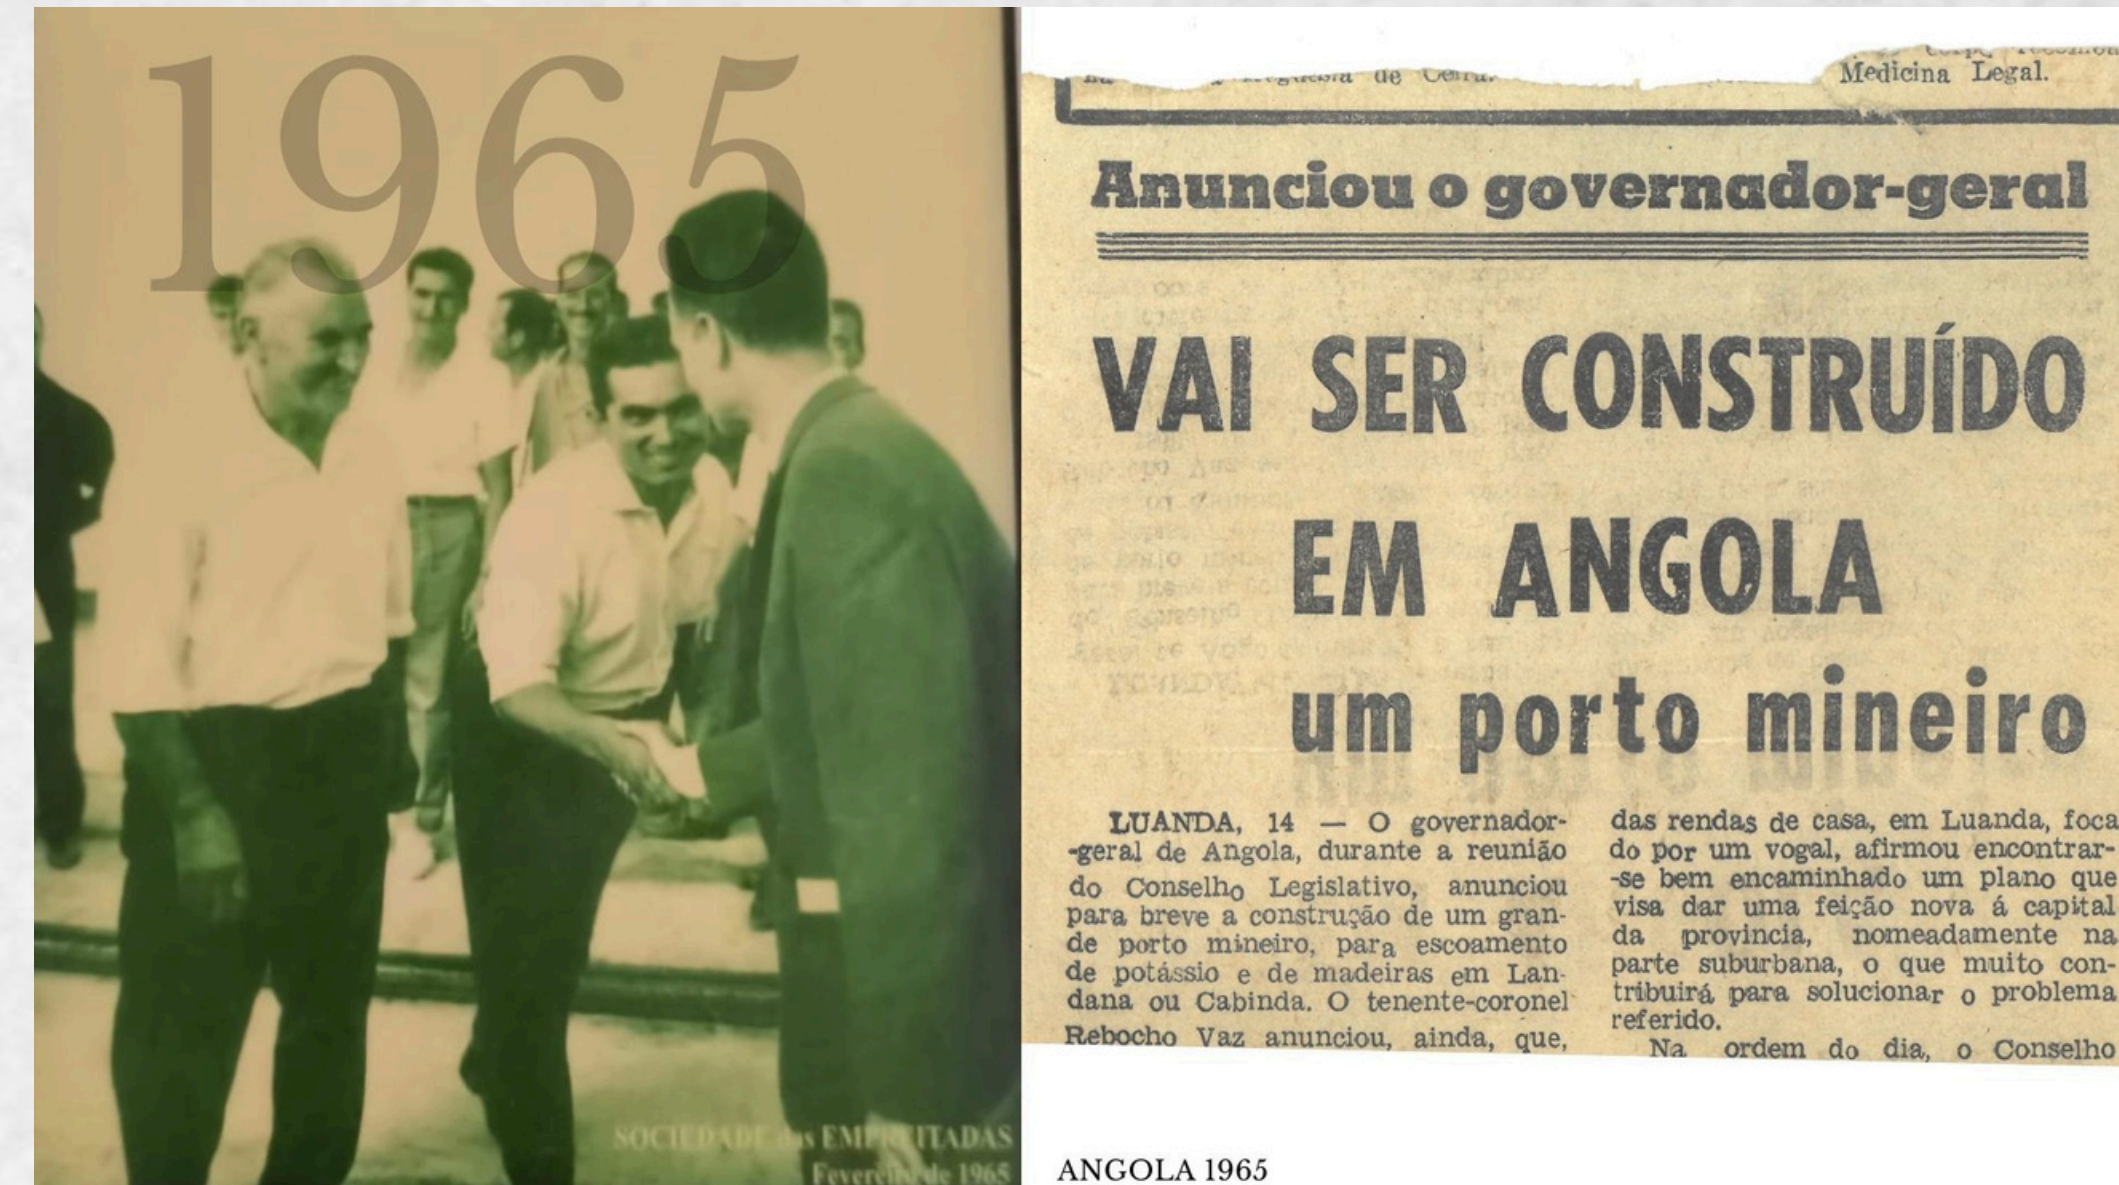 1965
SOCIEDADE das EMPREITADAS
Fevereiro de 1965
de
Medicina Legal.
Anunciou o governador-geral
VAI SER CONSTRUÍDO
EM ANGOLA
um porto mineiro
LUANDA, 14 — O governador-
-geral de Angola, durante a reunião
do Conselho Legislativo, anunciou
para breve a construção de um gran-
de porto mineiro, para escoamento
de potássio e de madeiras em Lan-
dana ou Cabinda. O tenente-coronel
Rebocho Vaz anunciou, ainda, que,
das rendas de casa, em Luanda, foca
do por um vogal, afirmou encontrar-
-se bem encaminhado um plano que
visa dar uma feição nova á capital
da provincia, nomeadamente na
parte suburbana, o que muito con-
tribuirá para solucionar o problema
referido.
Na ordem do dia, o Conselho
ANGOLA 1965